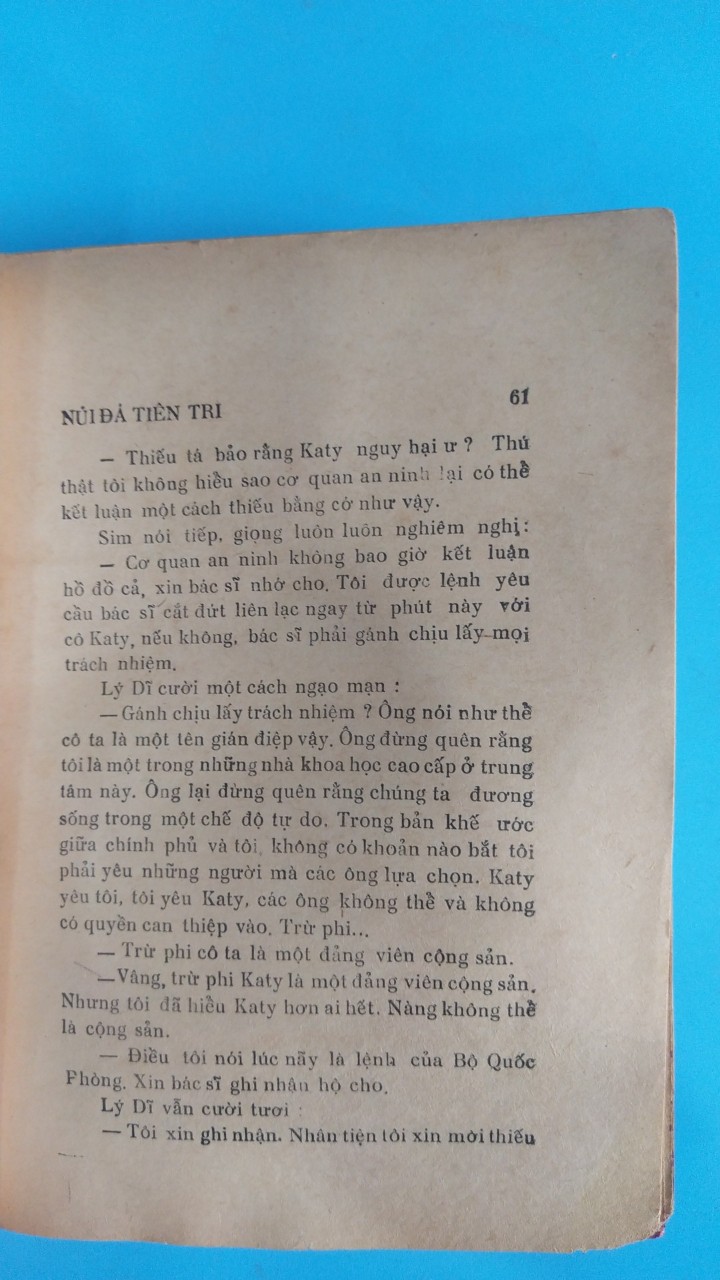 NÚI ĐÁ TIÊN TRI 61
— Thiếu tá bảo rằng Katy nguy hại ư ? Thú
thật tôi không hiểu sao cơ quan an ninh lại có thể
kết luận một cách thiếu bằng cớ như vậy.
Sim nói tiếp, giọng luôn luôn nghiêm nghị:
— Cơ quan an ninh không bao giờ kết luận
hồ đồ cả, xin bác sĩ nhớ cho. Tôi được lệnh yêu
cầu bác sĩ cắt đứt liên lạc ngay từ phút này với
cô Katy, nếu không, bác sĩ phải gánh chịu lấy mọi
trách nhiệm.
Lý Dĩ cười một cách ngạo mạn :
— Gánh chịu lấy trách nhiệm ? Ông nói như thể
cô ta là một tên gián điệp vậy. Ông đừng quên rằng
tôi là một trong những nhà khoa học cao cấp ở trung
tâm này. Ông lại đừng quên rằng chúng ta đương
sống trong một chế độ tự do. Trong bản khế ước
giữa chính phủ và tôi, không có khoản nào bắt tôi
phải yêu những người mà các ông lựa chọn. Katy
yêu tôi, tôi yêu Katy, các ông không thể và không
có quyền can thiệp vào. Trừ phi...
— Trừ phi cô ta là một đảng viên cộng sản.
— Vâng, trừ phi Katy là một đảng viên cộng sản.
Nhưng tôi đã hiểu Katy hơn ai hết. Nàng không thể
là cộng sản.
— Điều tôi nói lúc nãy là lệnh của Bộ Quốc
Phòng. Xin bác sĩ ghi nhận hộ cho.
Lý Dĩ vẫn cười tươi :
— Tôi xin ghi nhận. Nhân tiện tôi xin mời thiếu